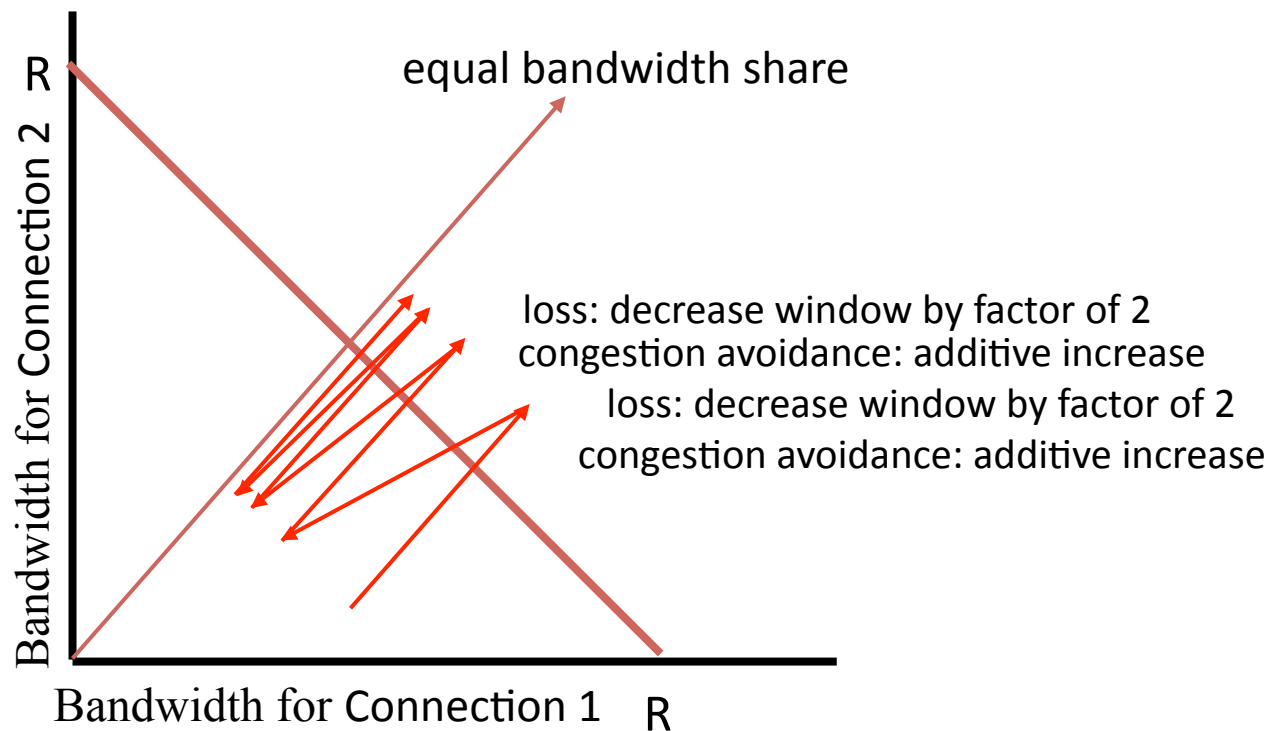 R
equal bandwidth share
Bandwidth for Connection 2
loss: decrease window by factor of 2
congestion avoidance: additive increase
loss: decrease window by factor of 2
congestion avoidance: additive increase
Bandwidth for Connection 1
R